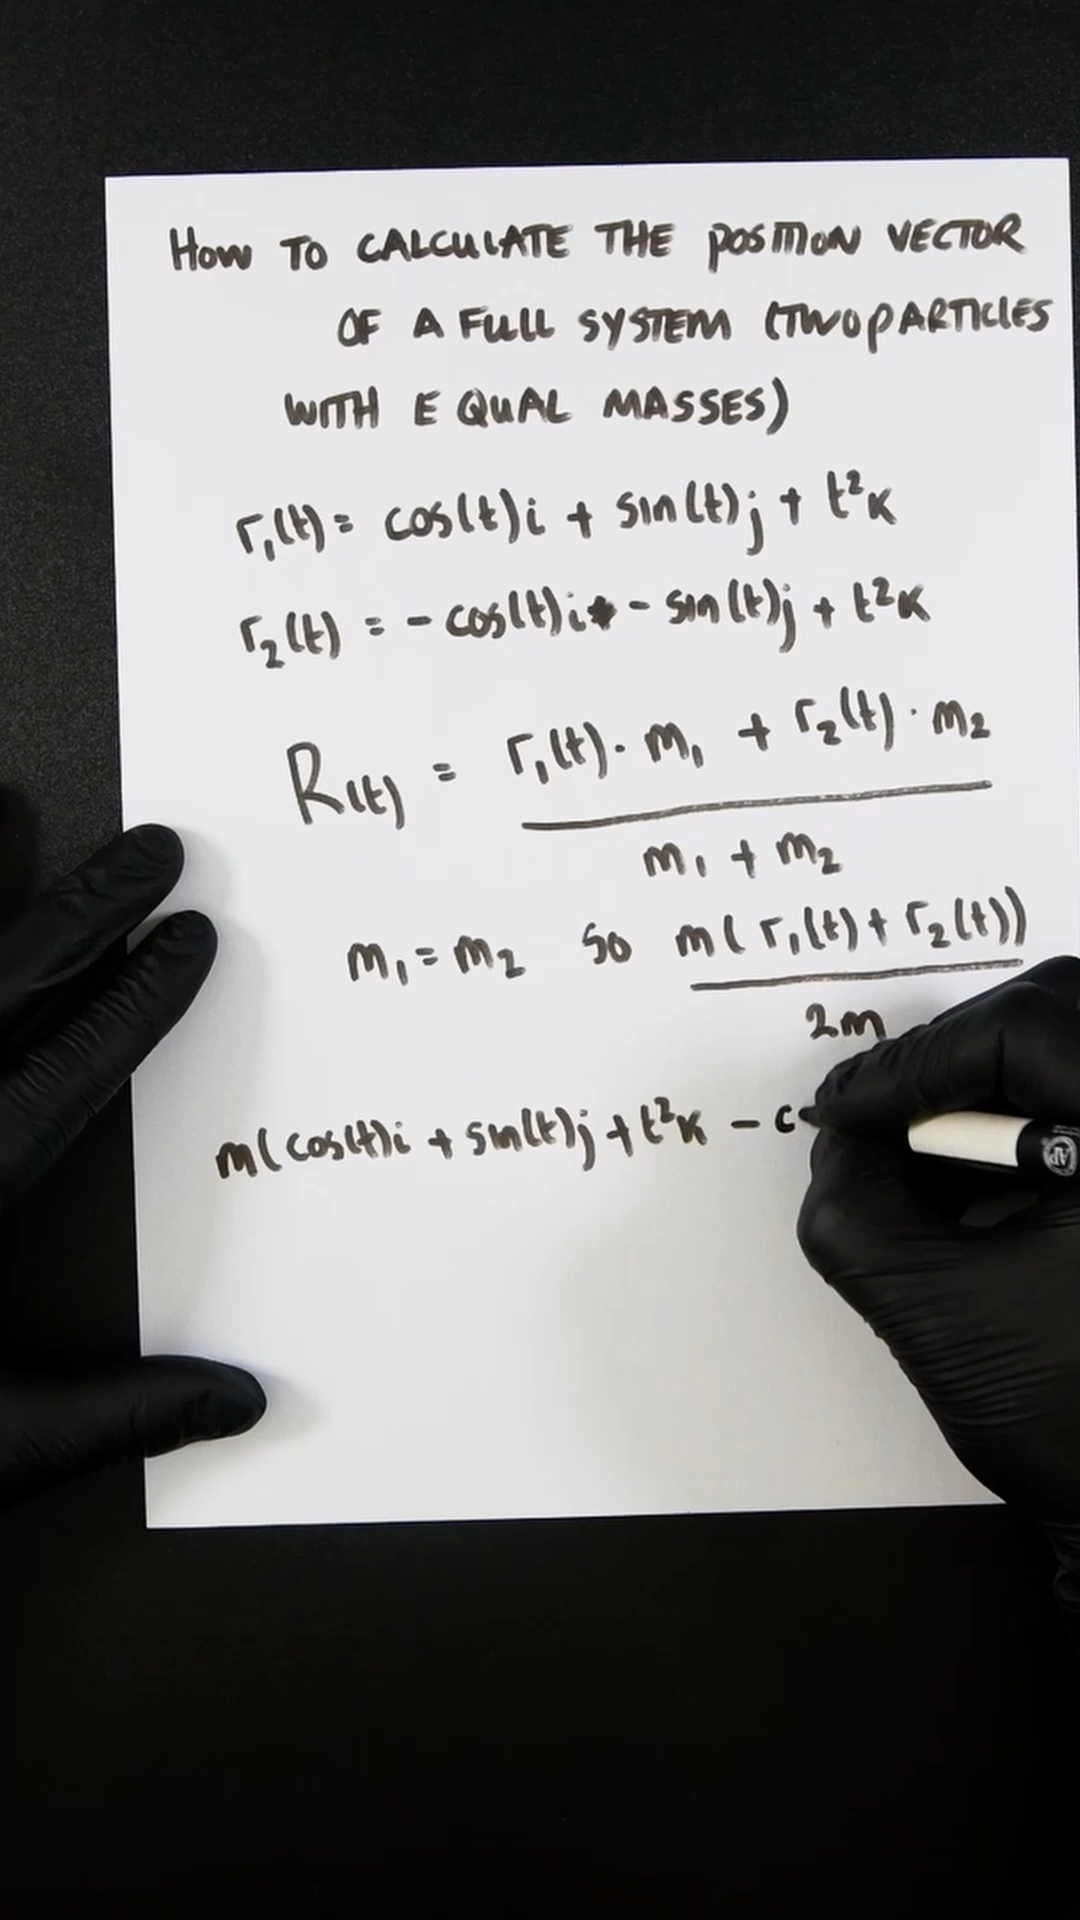 HOW TO CALCULATE THE POSITION VECTOR
OF A FULL SYSTEM (TWO PARTICLES
WITH EQUAL MASSES)
r₁(t) = cos(t)i + sin(t)j + t²k
r₂(t) = - cos(t)i - sin(t)j + t²k
R(t) = r₁(t) · m₁ + r₂(t) · m₂
m₁ + m₂
m₁ = m₂ so m(r₁(t) + r₂(t))
2m
m(cos(t)i + sin(t)j + t²k - c
AP